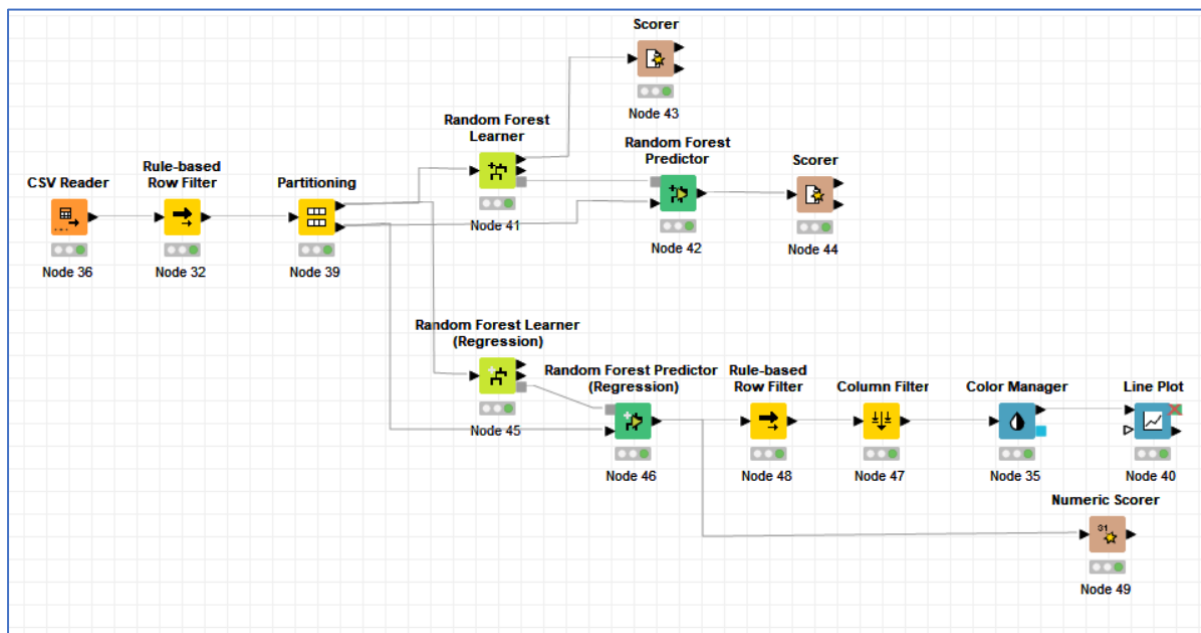 Scorer
Node 43
Random Forest
Learner
Node 41
Random Forest
Predictor
Node 42
Scorer
Node 44
CSV Reader
Node 36
Rule-based
Row Filter
Node 32
Partitioning
Node 39
Random Forest Learner
(Regression)
Node 45
Random Forest Predictor
(Regression)
Node 46
Rule-based
Row Filter
Node 48
Column Filter
Node 47
Color Manager
Node 35
Line Plot
Node 40
Numeric Scorer
Node 49